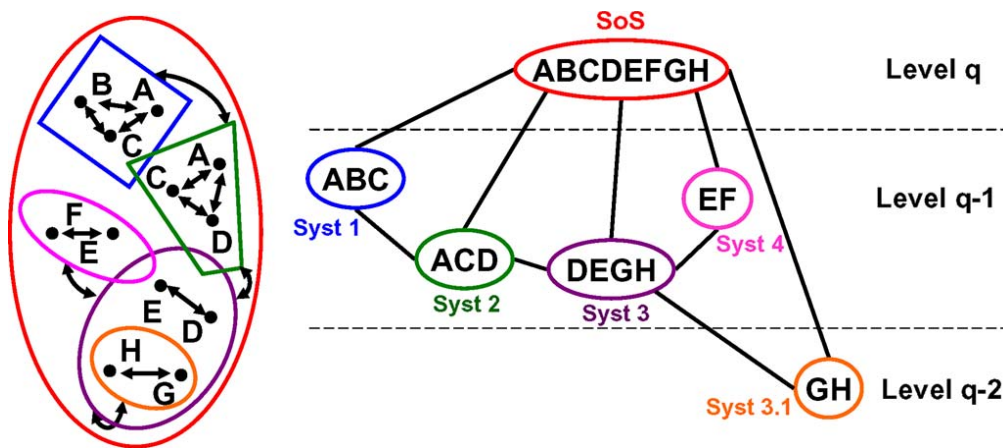 B A
C
A
C
D
F
E
E
D
H
G
SoS
ABCDEFGH
Level q
ABC
Syst 1
EF
Syst 4
Level q-1
ACD
Syst 2
DEGH
Syst 3
GH
Syst 3.1
Level q-2